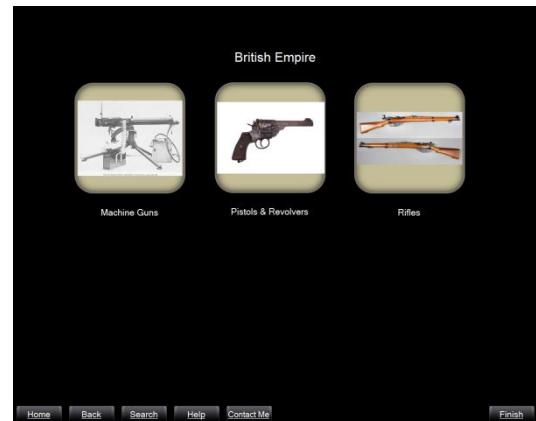 British Empire
Machine Guns
Pistols & Revolvers
Rifles
Home Back Search Help Contact Me Finish